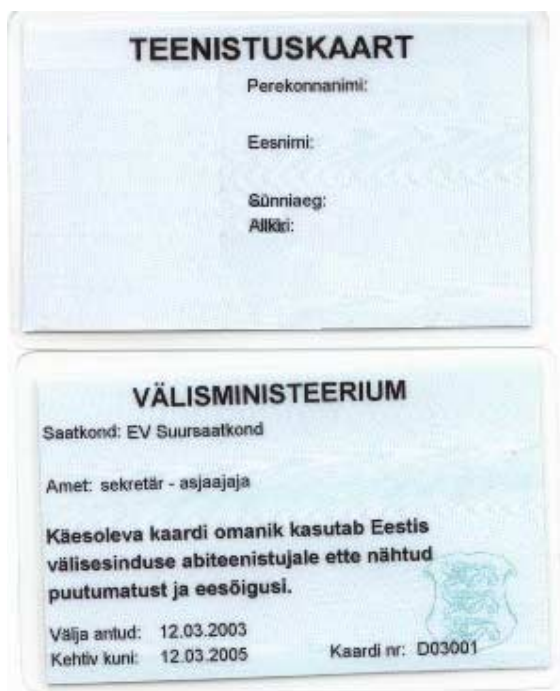 TEENISTUSKAART
Perekonnanimi:
Eesnimi:
Sünniaeg:
Allkiri:
VÄLISMINISTEERIUM
Saatkond: EV Suursaatkond
Amet: sekretär - asjaajaja
Käesoleva kaardi omanik kasutab Eestis
välisesinduse abiteenistujale ette nähtud
puutumatust ja eesõigusi.
Välja antud: 12.03.2003
Kehtiv kuni: 12.03.2005 Kaardi nr: D03001